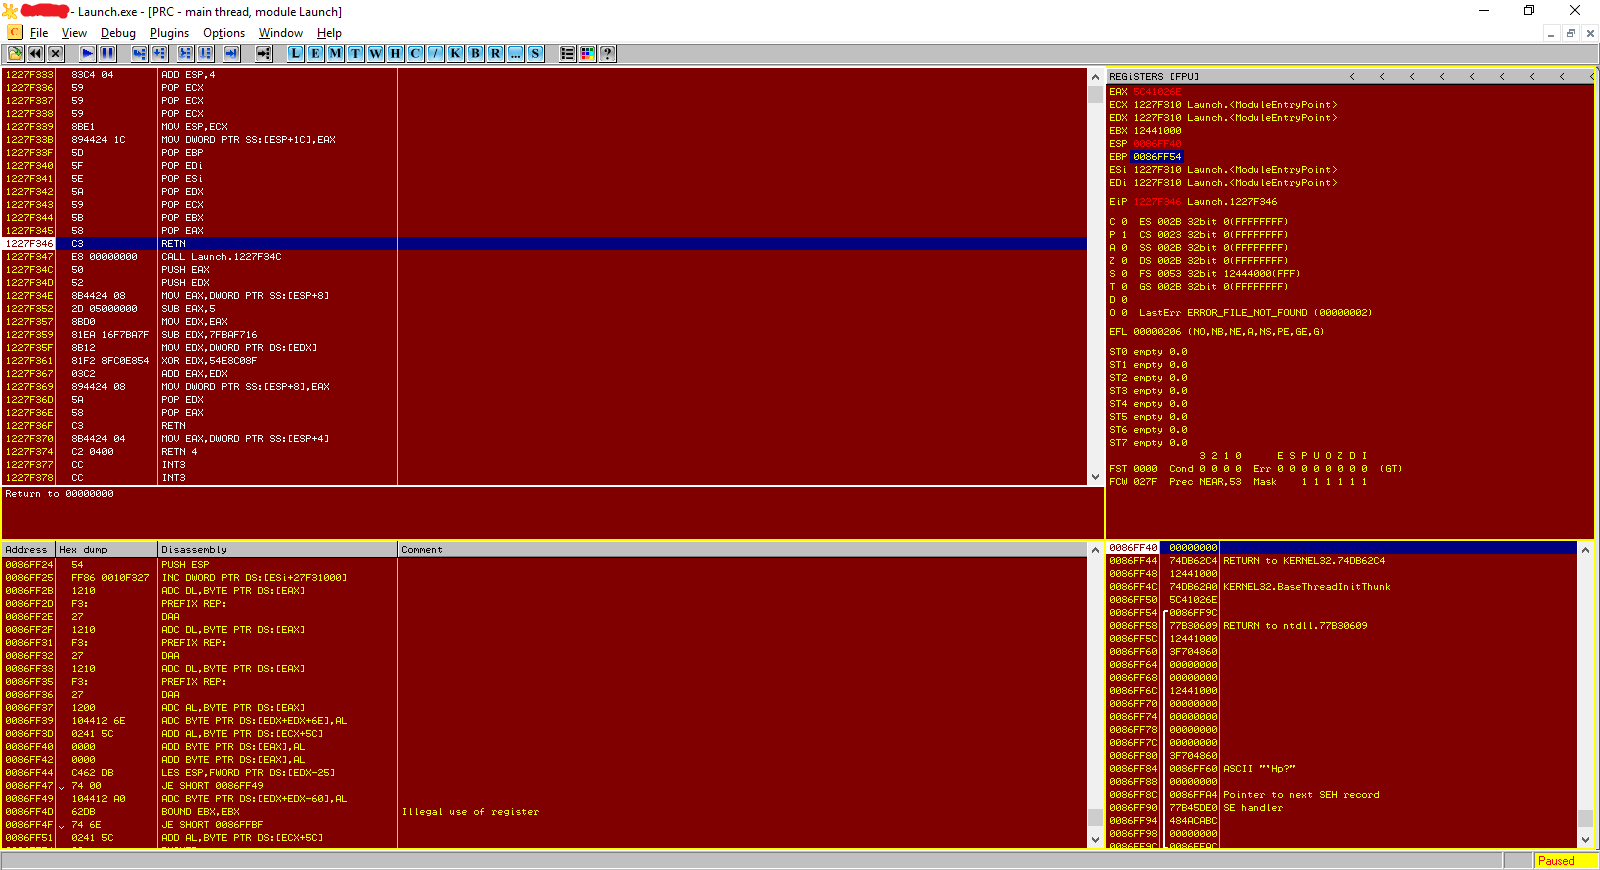 - Launch.exe - [PRC - main thread, module Launch]
C File View Debug Plugins Options Window Help
L E M T W H C / K B R ... S ?
1227F333 83C4 04 ADD ESP,4
1227F336 59 POP ECX
1227F337 59 POP ECX
1227F338 59 POP ECX
1227F339 8BE1 MOV ESP,ECX
1227F33B 894424 1C MOV DWORD PTR SS:[ESP+1C],EAX
1227F33F 5D POP EBP
1227F340 5F POP EDi
1227F341 5E POP ESi
1227F342 5A POP EDX
1227F343 59 POP ECX
1227F344 5B POP EBX
1227F345 58 POP EAX
1227F346 C3 RETN
1227F347 E8 00000000 CALL Launch.1227F34C
1227F34C 50 PUSH EAX
1227F34D 52 PUSH EDX
1227F34E 8B4424 08 MOV EAX,DWORD PTR SS:[ESP+8]
1227F352 2D 05000000 SUB EAX,5
1227F357 8BD0 MOV EDX,EAX
1227F359 81EA 16F7BA7F SUB EDX,7FBAF716
1227F35F 8B12 MOV EDX,DWORD PTR DS:[EDX]
1227F361 81F2 8FC0E854 XOR EDX,54E8C08F
1227F367 03C2 ADD EAX,EDX
1227F369 894424 08 MOV DWORD PTR SS:[ESP+8],EAX
1227F36D 5A POP EDX
1227F36E 58 POP EAX
1227F36F C3 RETN
1227F370 8B4424 04 MOV EAX,DWORD PTR SS:[ESP+4]
1227F374 C2 0400 RETN 4
1227F377 CC INT3
1227F378 CC INT3
Return to 00000000
REGiSTERS [FPU] < < < < < < < < <
EAX 5C41026E
ECX 1227F310 Launch.<ModuleEntryPoint>
EDX 1227F310 Launch.<ModuleEntryPoint>
EBX 12441000
ESP 0086FF40
EBP 0086FF54
ESi 1227F310 Launch.<ModuleEntryPoint>
EDi 1227F310 Launch.<ModuleEntryPoint>
EiP 1227F346 Launch.1227F346
C 0 ES 002B 32bit 0(FFFFFFFF)
P 1 CS 0023 32bit 0(FFFFFFFF)
A 0 SS 002B 32bit 0(FFFFFFFF)
Z 0 DS 002B 32bit 0(FFFFFFFF)
S 0 FS 0053 32bit 12444000(FFF)
T 0 GS 002B 32bit 0(FFFFFFFF)
D 0
O 0 LastErr ERROR_FILE_NOT_FOUND (00000002)
EFL 00000206 (NO,NB,NE,A,NS,PE,GE,G)
ST0 empty 0.0
ST1 empty 0.0
ST2 empty 0.0
ST3 empty 0.0
ST4 empty 0.0
ST5 empty 0.0
ST6 empty 0.0
ST7 empty 0.0
3 2 1 0 E S P U O Z D I
FST 0000 Cond 0 0 0 0 Err 0 0 0 0 0 0 0 0 (GT)
FCW 027F Prec NEAR,53 Mask 1 1 1 1 1 1
Address Hex dump Disassembly Comment
0086FF24 54 PUSH ESP
0086FF25 FF86 0010F327 INC DWORD PTR DS:[ESi+27F31000]
0086FF2B 1210 ADC DL,BYTE PTR DS:[EAX]
0086FF2D F3: PREFIX REP:
0086FF2E 27 DAA
0086FF2F 1210 ADC DL,BYTE PTR DS:[EAX]
0086FF31 F3: PREFIX REP:
0086FF32 27 DAA
0086FF33 1210 ADC DL,BYTE PTR DS:[EAX]
0086FF35 F3: PREFIX REP:
0086FF36 27 DAA
0086FF37 1200 ADC AL,BYTE PTR DS:[EAX]
0086FF39 104412 6E ADC BYTE PTR DS:[EDX+EDX+6E],AL
0086FF3D 0241 5C ADD AL,BYTE PTR DS:[ECX+5C]
0086FF40 0000 ADD BYTE PTR DS:[EAX],AL
0086FF42 0000 ADD BYTE PTR DS:[EAX],AL
0086FF44 C462 DB LES ESP,FWORD PTR DS:[EDX-25]
0086FF47 74 00 JE SHORT 0086FF49
0086FF49 104412 A0 ADC BYTE PTR DS:[EDX+EDX-60],AL
0086FF4D 62DB BOUND EBX,EBX Illegal use of register
0086FF4F 74 6E JE SHORT 0086FFBF
0086FF51 0241 5C ADD AL,BYTE PTR DS:[ECX+5C]
0086FF40 00000000
0086FF44 74DB62C4 RETURN to KERNEL32.74DB62C4
0086FF48 12441000
0086FF4C 74DB62A0 KERNEL32.BaseThreadInitThunk
0086FF50 5C41026E
0086FF54 0086FF9C
0086FF58 77B30609 RETURN to ntdll.77B30609
0086FF5C 12441000
0086FF60 3F704860
0086FF64 00000000
0086FF68 00000000
0086FF6C 12441000
0086FF70 00000000
0086FF74 00000000
0086FF78 00000000
0086FF7C 00000000
0086FF80 3F704860
0086FF84 0086FF60 ASCII "`Hp?"
0086FF88 00000000
0086FF8C 0086FFA4 Pointer to next SEH record
0086FF90 77B45DE0 SE handler
0086FF94 484ACABC
0086FF98 00000000
0086FF9C 0086FFAC
Paused